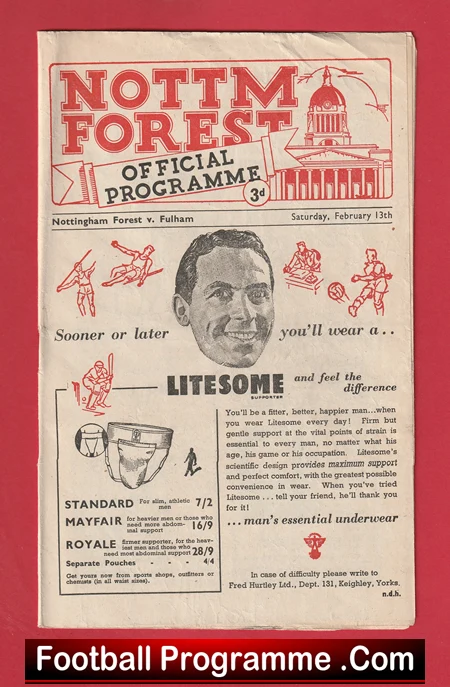 NOTTM
FOREST
OFFICIAL
PROGRAMME
3d
Nottingham Forest v. Fulham
Saturday, February 13th
Sooner or later you'll wear a . .
LITESOME
SUPPORTER
and feel the
difference
You'll be a fitter, better, happier man...when
you wear Litesome every day! Firm but
gentle support at the vital points of strain is
essential to every man, no matter what his
age, his game or his occupation. Litesome's
scientific design provides maximum support
and perfect comfort, with the greatest possible
convenience in wear. When you've tried
Litesome . . . tell your friend, he'll thank you
for it!
. . . man's essential underwear
STANDARD For slim, athletic men 7/2
MAYFAIR for heavier men or those who need more abdominal support 16/9
ROYALE firmer supporter, for the heaviest men and those who need most abdominal support 28/9
Separate Pouches - - - 4/4
Get yours now from sports shops, outfitters or
chemists (in all waist sizes).
In case of difficulty please write to
Fred Hurtley Ltd., Dept. 131, Keighley, Yorks.
n.d.h.
Football Programme .Com